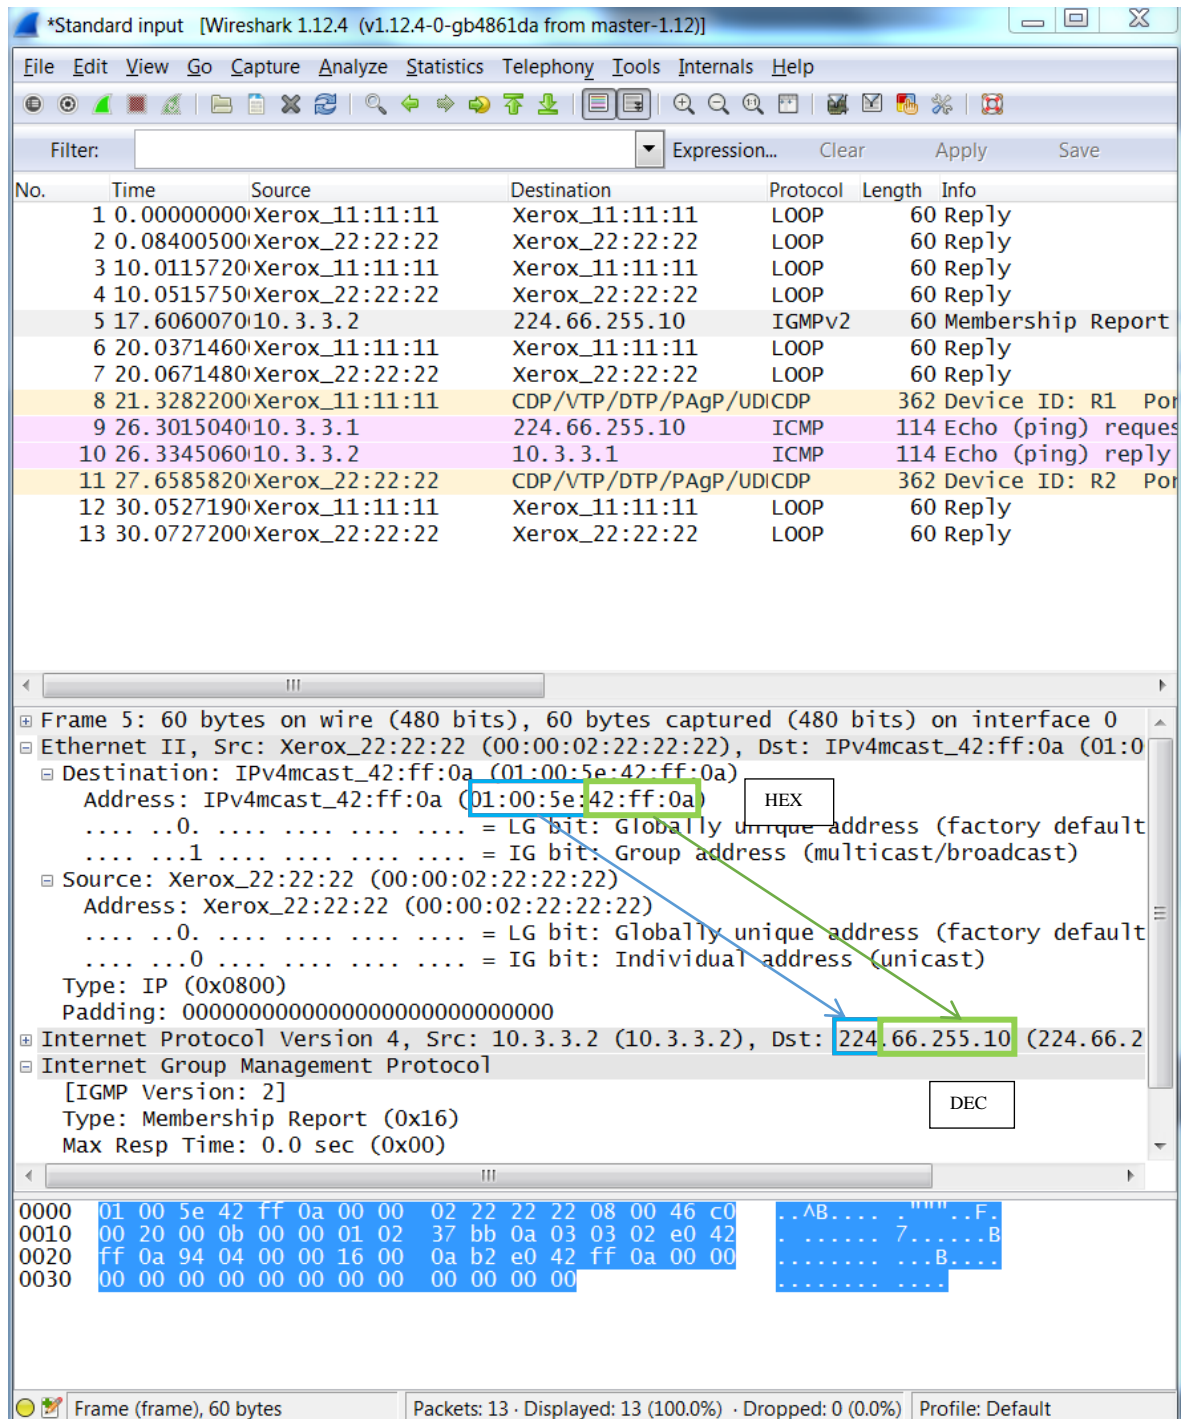 *Standard input   [Wireshark 1.12.4  (v1.12.4-0-gb4861da from master-1.12)]
File Edit View Go Capture Analyze Statistics Telephony Tools Internals Help
Filter: Expression... Clear Apply Save
No. Time Source Destination Protocol Length Info
1 0.00000000 Xerox_11:11:11 Xerox_11:11:11 LOOP 60 Reply
2 0.08400500 Xerox_22:22:22 Xerox_22:22:22 LOOP 60 Reply
3 10.0115720 Xerox_11:11:11 Xerox_11:11:11 LOOP 60 Reply
4 10.0515750 Xerox_22:22:22 Xerox_22:22:22 LOOP 60 Reply
5 17.6060070 10.3.3.2 224.66.255.10 IGMPv2 60 Membership Report
6 20.0371460 Xerox_11:11:11 Xerox_11:11:11 LOOP 60 Reply
7 20.0671480 Xerox_22:22:22 Xerox_22:22:22 LOOP 60 Reply
8 21.3282200 Xerox_11:11:11 CDP/VTP/DTP/PAgP/UDI CDP 362 Device ID: R1  Por
9 26.3015040 10.3.3.1 224.66.255.10 ICMP 114 Echo (ping) reques
10 26.3345060 10.3.3.2 10.3.3.1 ICMP 114 Echo (ping) reply
11 27.6585820 Xerox_22:22:22 CDP/VTP/DTP/PAgP/UDI CDP 362 Device ID: R2  Por
12 30.0527190 Xerox_11:11:11 Xerox_11:11:11 LOOP 60 Reply
13 30.0727200 Xerox_22:22:22 Xerox_22:22:22 LOOP 60 Reply
Frame 5: 60 bytes on wire (480 bits), 60 bytes captured (480 bits) on interface 0
Ethernet II, Src: Xerox_22:22:22 (00:00:02:22:22:22), Dst: IPv4mcast_42:ff:0a (01:0
Destination: IPv4mcast_42:ff:0a (01:00:5e:42:ff:0a)
Address: IPv4mcast_42:ff:0a (01:00:5e:42:ff:0a)
HEX
.... ..0. .... .... .... .... = LG bit: Globally unique address (factory default
.... ...1 .... .... .... .... = IG bit: Group address (multicast/broadcast)
Source: Xerox_22:22:22 (00:00:02:22:22:22)
Address: Xerox_22:22:22 (00:00:02:22:22:22)
.... ..0. .... .... .... .... = LG bit: Globally unique address (factory default
.... ...0 .... .... .... .... = IG bit: Individual address (unicast)
Type: IP (0x0800)
Padding: 0000000000000000000000000000
Internet Protocol Version 4, Src: 10.3.3.2 (10.3.3.2), Dst: 224.66.255.10 (224.66.2
Internet Group Management Protocol
[IGMP Version: 2]
DEC
Type: Membership Report (0x16)
Max Resp Time: 0.0 sec (0x00)
0000 01 00 5e 42 ff 0a 00 00 02 22 22 22 08 00 46 c0 ..^B.... ."""..F.
0010 00 20 00 0b 00 00 01 02 37 bb 0a 03 03 02 e0 42 . ...... 7......B
0020 ff 0a 94 04 00 00 16 00 0a b2 e0 42 ff 0a 00 00 ........ ...B....
0030 00 00 00 00 00 00 00 00 00 00 00 00 ........ ....
Frame (frame), 60 bytes Packets: 13 · Displayed: 13 (100.0%) · Dropped: 0 (0.0%) Profile: Default